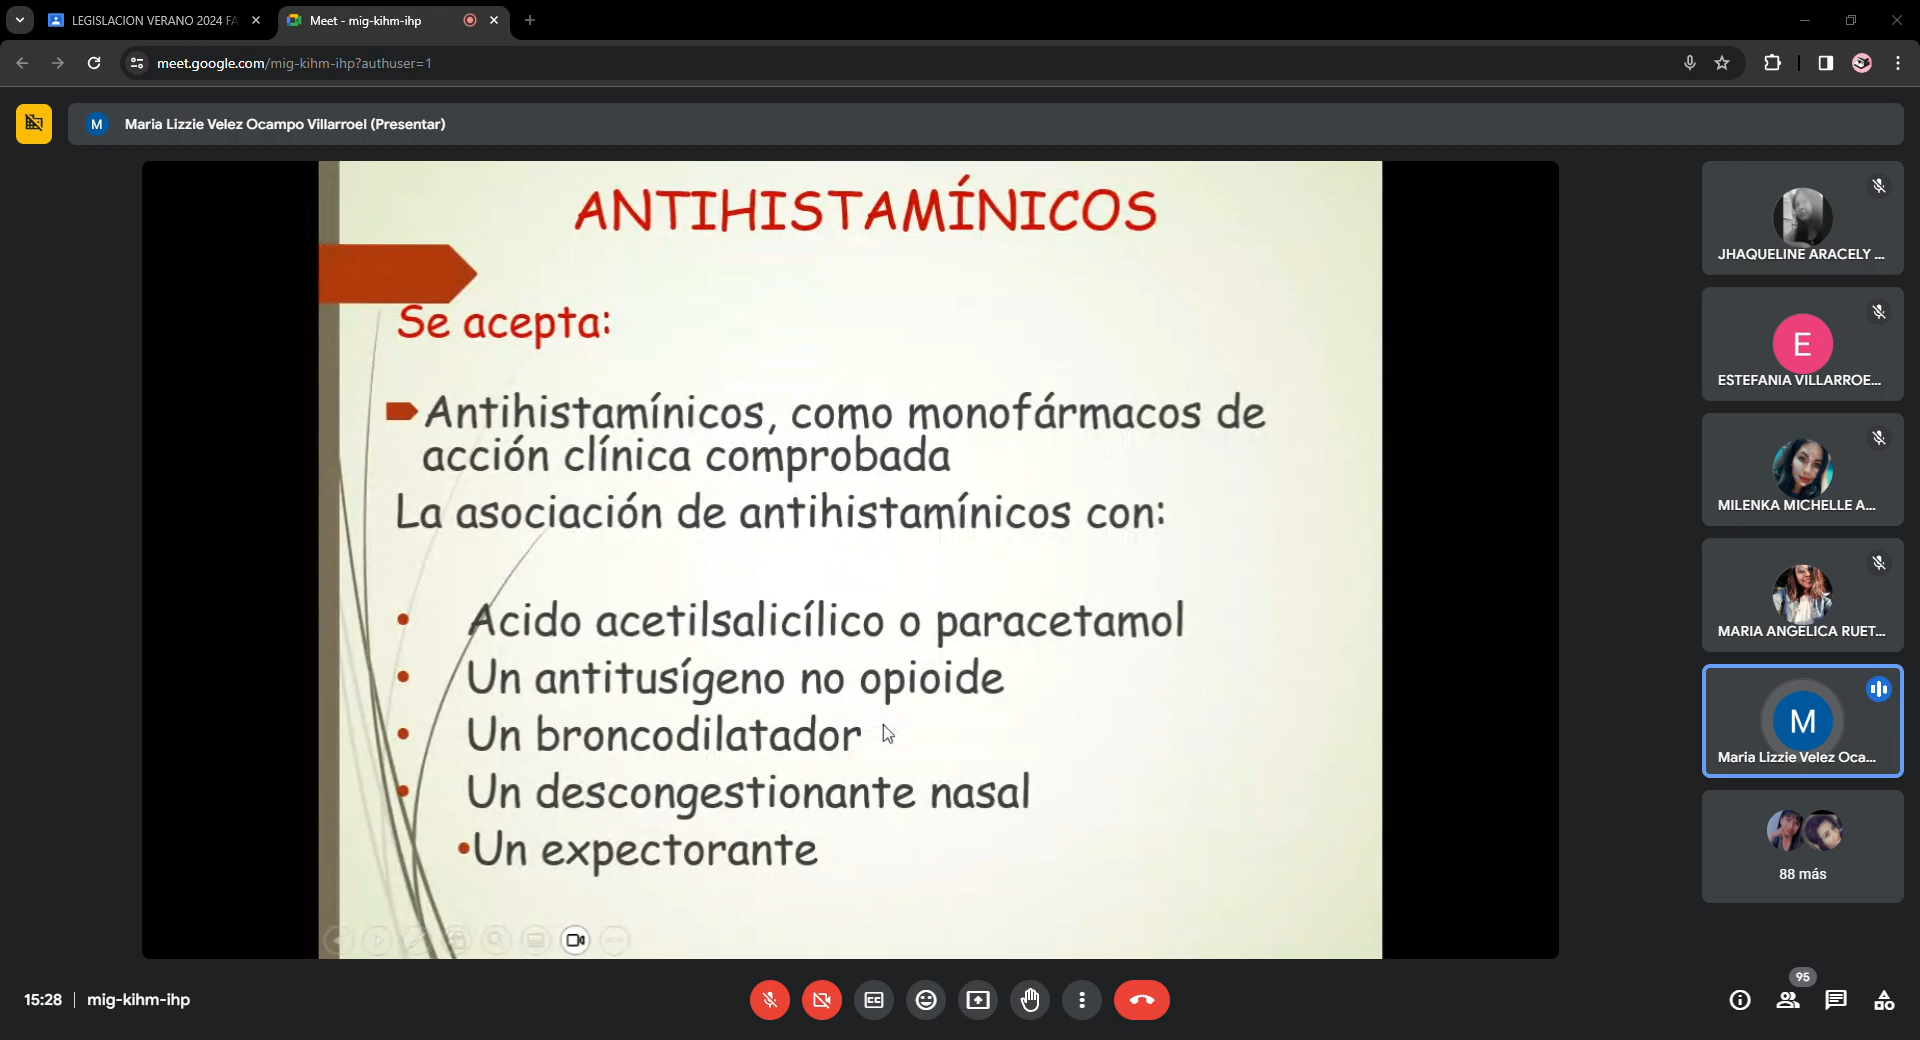 LEGISLACION VERANO 2024 FA
Meet - mig-kihm-ihp
meet.google.com/mig-kihm-ihp?authuser=1
M
Maria Lizzie Velez Ocampo Villarroel (Presentar)
ANTIHISTAMÍNICOS
Se acepta:
Antihistamínicos, como monofármacos de
acción clínica comprobada
La asociación de antihistamínicos con:
• Acido acetilsalicílico o paracetamol
• Un antitusígeno no opioide
• Un broncodilatador
• Un descongestionante nasal
•Un expectorante
JHAQUELINE ARACELY ...
E
ESTEFANIA VILLARROE...
MILENKA MICHELLE A...
MARIA ANGELICA RUET...
M
Maria Lizzie Velez Oca...
88 más
15:28 | mig-kihm-ihp
CC
95